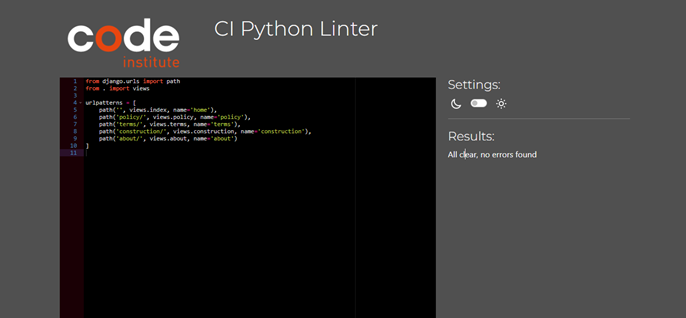 code
institute
CI Python Linter
1 from django.urls import path
2 from . import views
3
4 urlpatterns = [
5 path('', views.index, name='home'),
6 path('policy/', views.policy, name='policy'),
7 path('terms/', views.terms, name='terms'),
8 path('construction/', views.construction, name='construction'),
9 path('about/', views.about, name='about')
10 ]
11
Settings:
Results:
All clear, no errors found